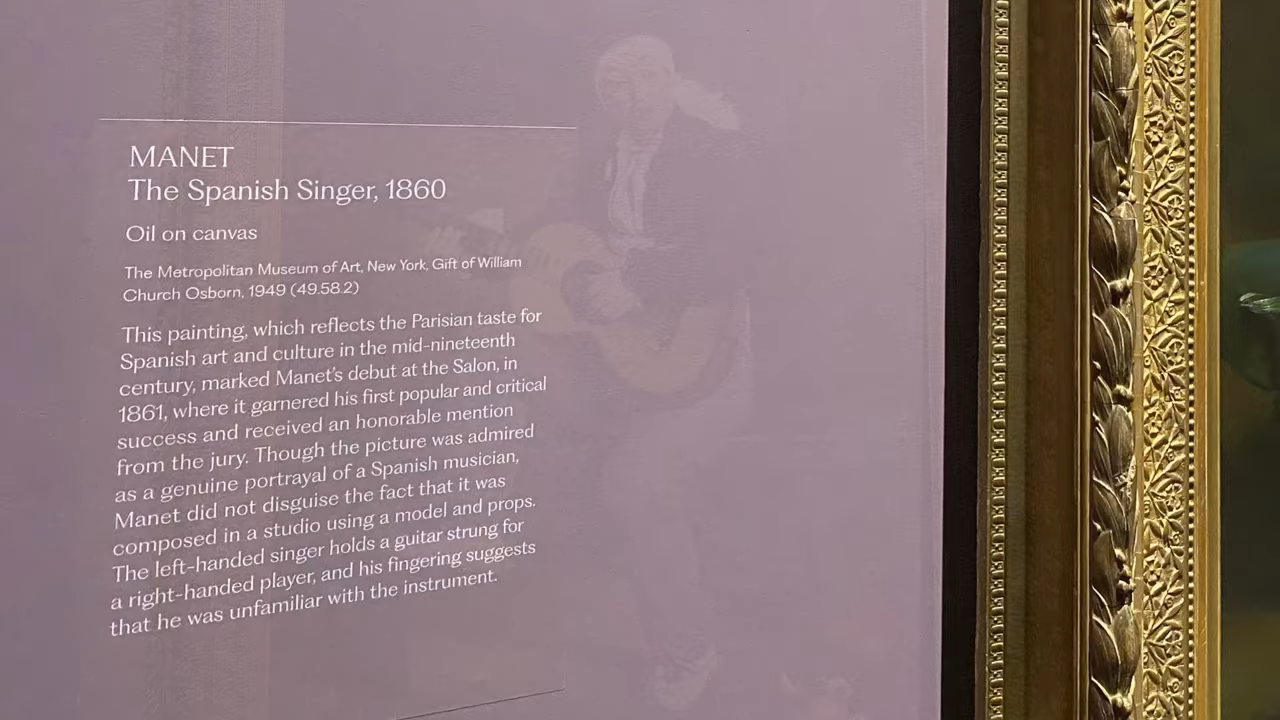 MANET
The Spanish Singer, 1860
Oil on canvas
The Metropolitan Museum of Art, New York, Gift of William
Church Osborn, 1949 (49.58.2)
This painting, which reflects the Parisian taste for
Spanish art and culture in the mid-nineteenth
century, marked Manet's debut at the Salon, in
1861, where it garnered his first popular and critical
success and received an honorable mention
from the jury. Though the picture was admired
as a genuine portrayal of a Spanish musician,
Manet did not disguise the fact that it was
composed in a studio using a model and props.
The left-handed singer holds a guitar strung for
a right-handed player, and his fingering suggests
that he was unfamiliar with the instrument.